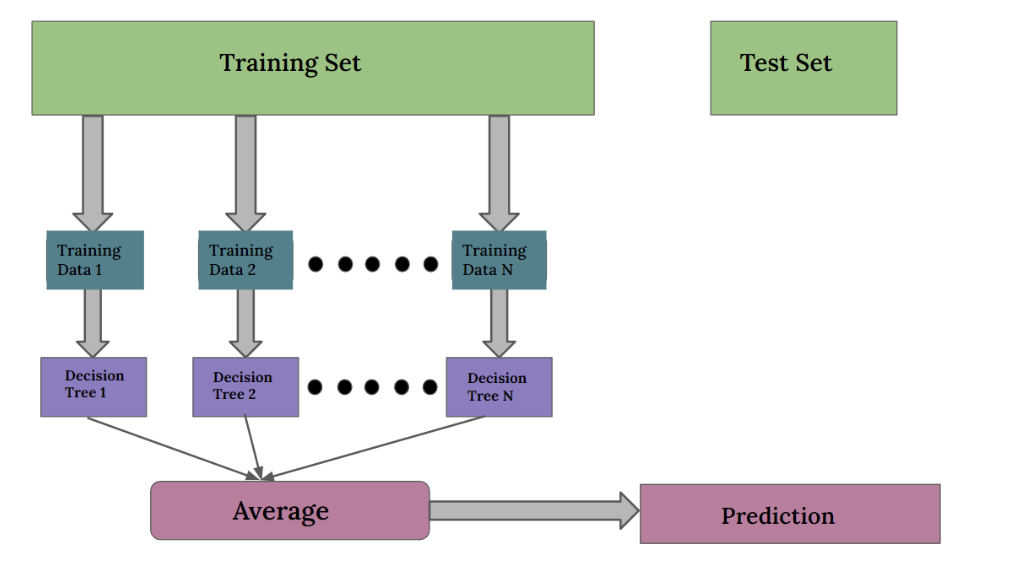 Training Set
Test Set
Training
Data 1
Training
Data 2
Training
Data N
Decision
Tree 1
Decision
Tree 2
Decision
Tree N
Average
Prediction